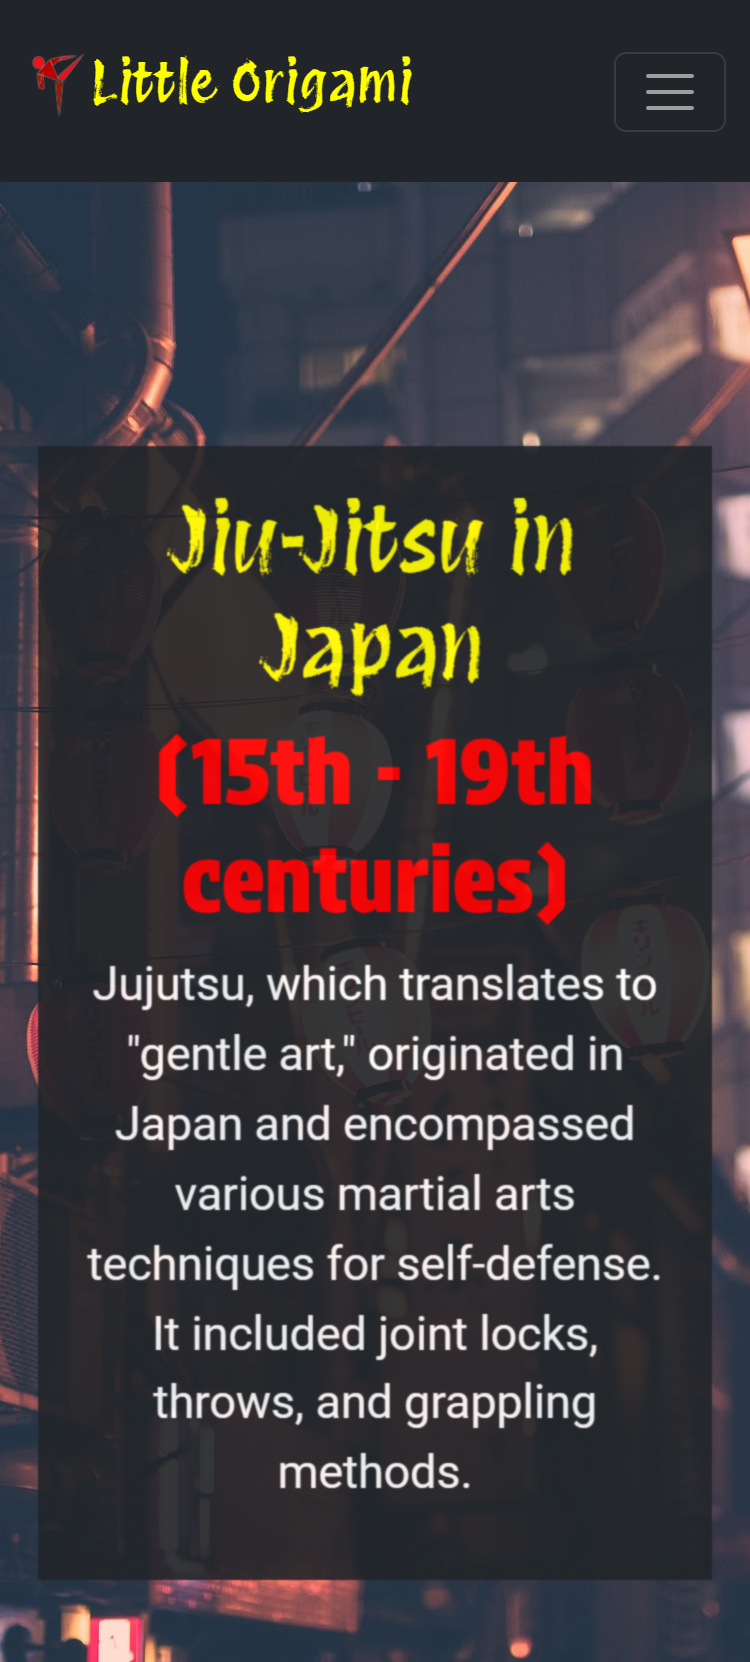 Little Origami
Jiu-Jitsu in
Japan
(15th - 19th
centuries)
Jujutsu, which translates to
"gentle art," originated in
Japan and encompassed
various martial arts
techniques for self-defense.
It included joint locks,
throws, and grappling
methods.